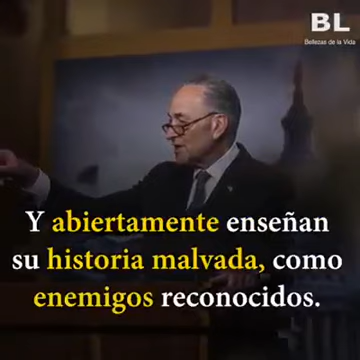 BL
Bellezas de la Vida
Y abiertamente enseñan
su historia malvada, como
enemigos reconocidos.